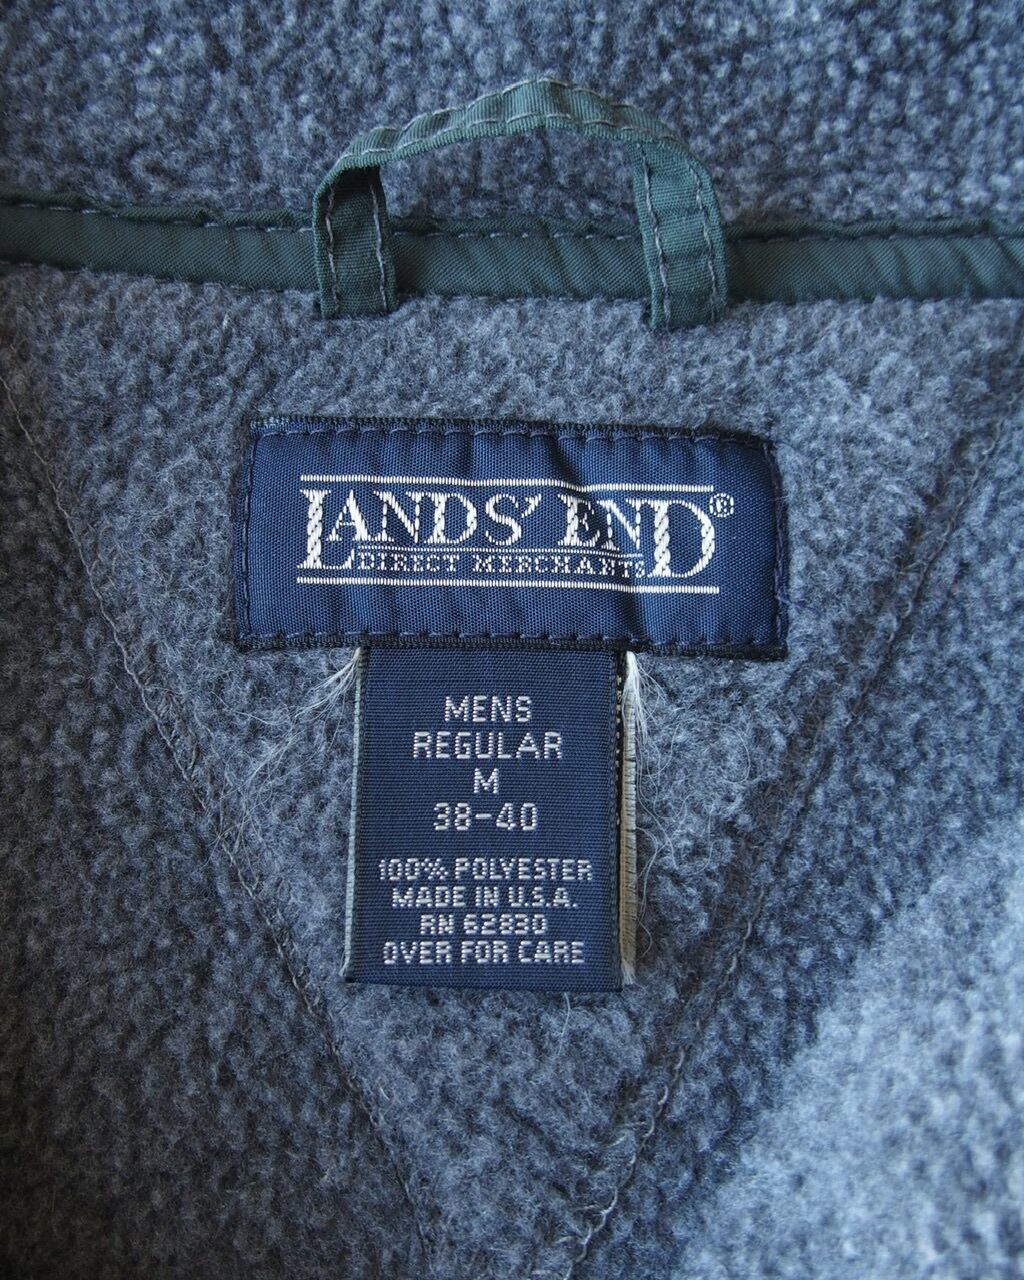 LANDS' END®
DIRECT MERCHANTS
MENS
REGULAR
M
38-40
100% POLYESTER
MADE IN U.S.A.
RN 62830
OVER FOR CARE